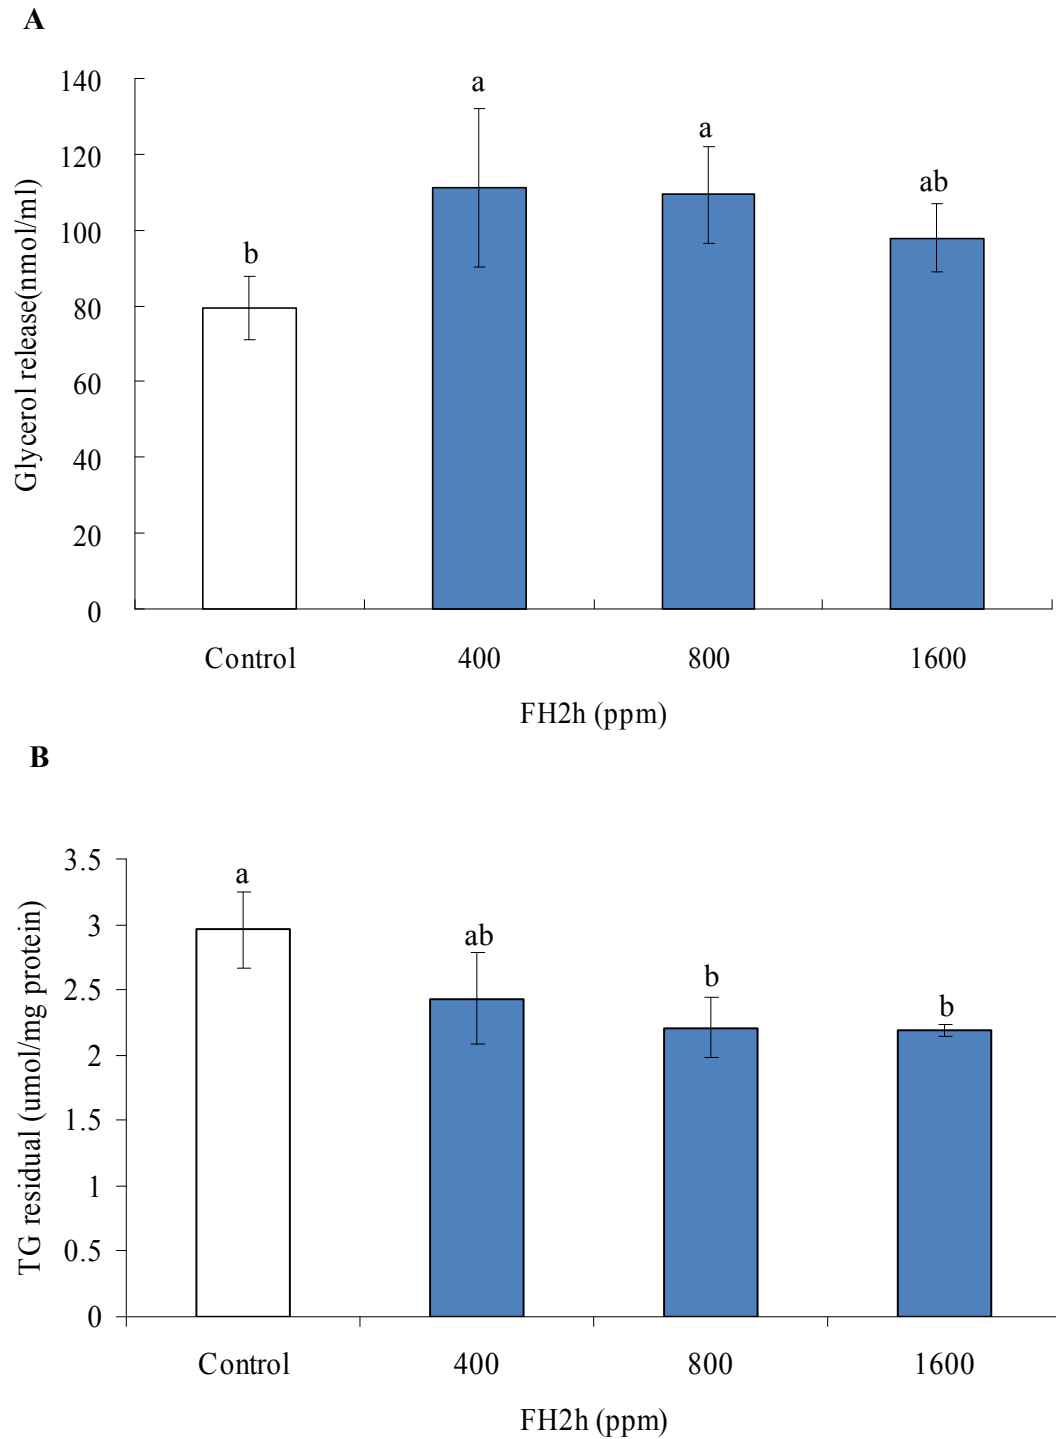 A
Glycerol release(nmol/ml)
140
120
100
80
60
40
20
0
b
a
a
ab
Control 400 800 1600
FH2h (ppm)
B
TG residual (umol/mg protein)
3.5
3
2.5
2
1.5
1
0.5
0
a
ab
b
b
Control 400 800 1600
FH2h (ppm)